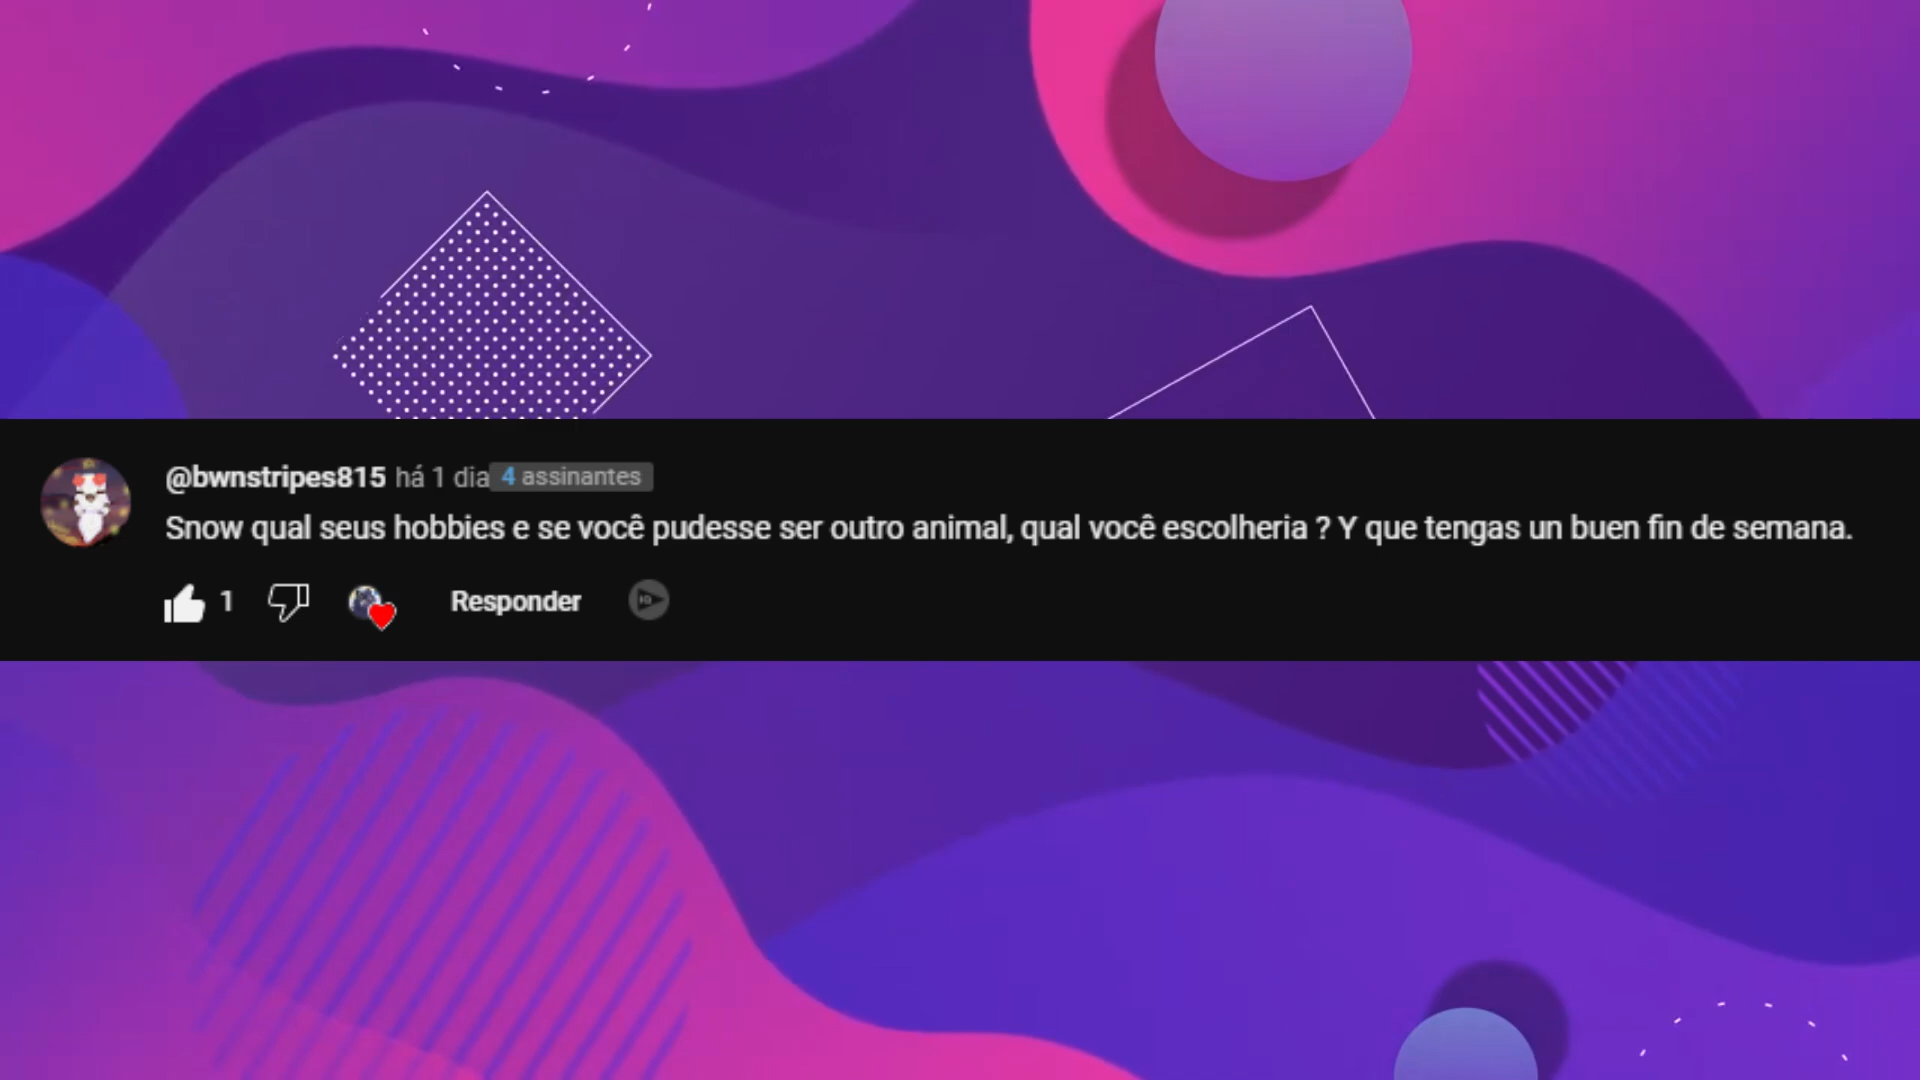 @bwnstripes815 há 1 dia 4 assinantes
Snow qual seus hobbies e se você pudesse ser outro animal, qual você escolheria ? Y que tengas un buen fin de semana.
1 Responder